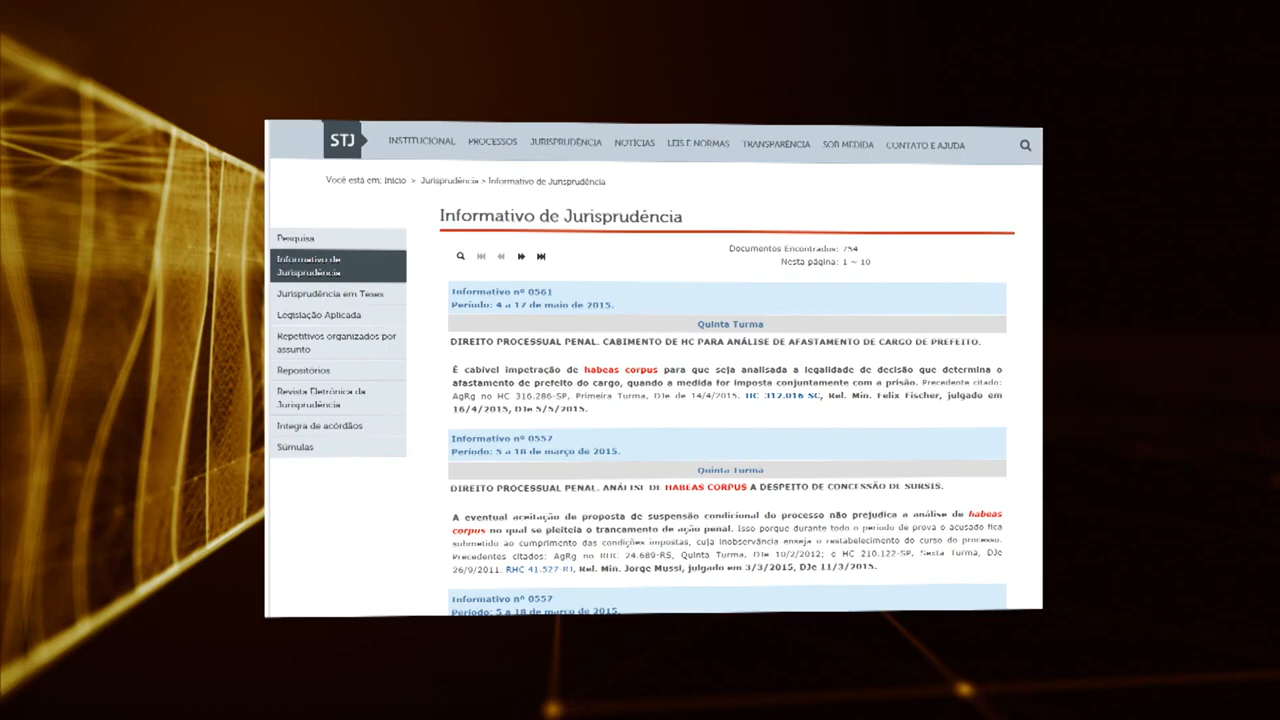 STJ INSTITUCIONAL PROCESSOS JURISPRUDÊNCIA NOTÍCIAS LEIS E NORMAS TRANSPARÊNCIA SOB MEDIDA CONTATO E AJUDA
Você está em: Início > Jurisprudência > Informativo de Jurisprudência
Informativo de Jurisprudência
Pesquisa
Informativo de
Jurisprudência
Jurisprudência em Teses
Legislação Aplicada
Repetitivos organizados por
assunto
Repositórios
Revista Eletrônica da
Jurisprudência
Íntegra de acórdãos
Súmulas
Documentos Encontrados: 754
Nesta página: 1 ~ 10
Informativo nº 0561
Período: 4 a 17 de maio de 2015.
Quinta Turma
DIREITO PROCESSUAL PENAL. CABIMENTO DE HC PARA ANÁLISE DE AFASTAMENTO DE CARGO DE PREFEITO.
É cabível impetração de habeas corpus para que seja analisada a legalidade de decisão que determina o
afastamento de prefeito do cargo, quando a medida for imposta conjuntamente com a prisão. Precedente citado:
AgRg no HC 316.286-SP, Primeira Turma, DJe de 14/4/2015. HC 312.016-SC, Rel. Min. Felix Fischer, julgado em
16/4/2015, DJe 5/5/2015.
Informativo nº 0557
Período: 5 a 18 de março de 2015.
Quinta Turma
DIREITO PROCESSUAL PENAL. ANÁLISE DE HABEAS CORPUS A DESPEITO DE CONCESSÃO DE SURSIS.
A eventual aceitação de proposta de suspensão condicional do processo não prejudica a análise de habeas
corpus no qual se pleiteia o trancamento de ação penal. Isso porque durante todo o período de prova o acusado fica
submetido ao cumprimento das condições impostas, cuja inobservância enseja o restabelecimento do curso do processo.
Precedentes citados: AgRg no RHC 24.689-RS, Quinta Turma, DJe 10/2/2012; e HC 210.122-SP, Sexta Turma, DJe
26/9/2011. RHC 41.527-RJ, Rel. Min. Jorge Mussi, julgado em 3/3/2015, DJe 11/3/2015.
Informativo nº 0557
Período: 5 a 18 de março de 2015.